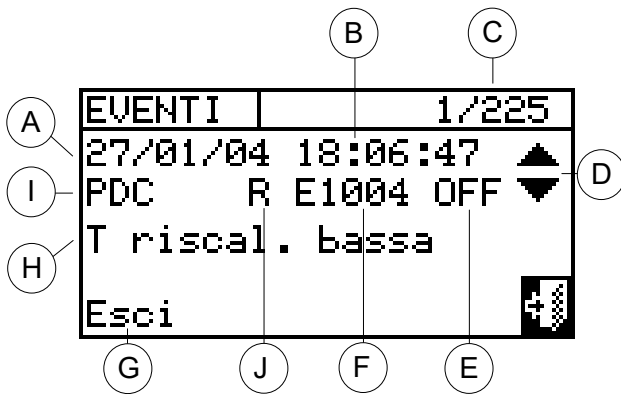 B C
EVENTI 1/225
A
27/01/04 18:06:47
D
I
PDC R E1004 OFF
H
T riscal. bassa
Esci
G J F E